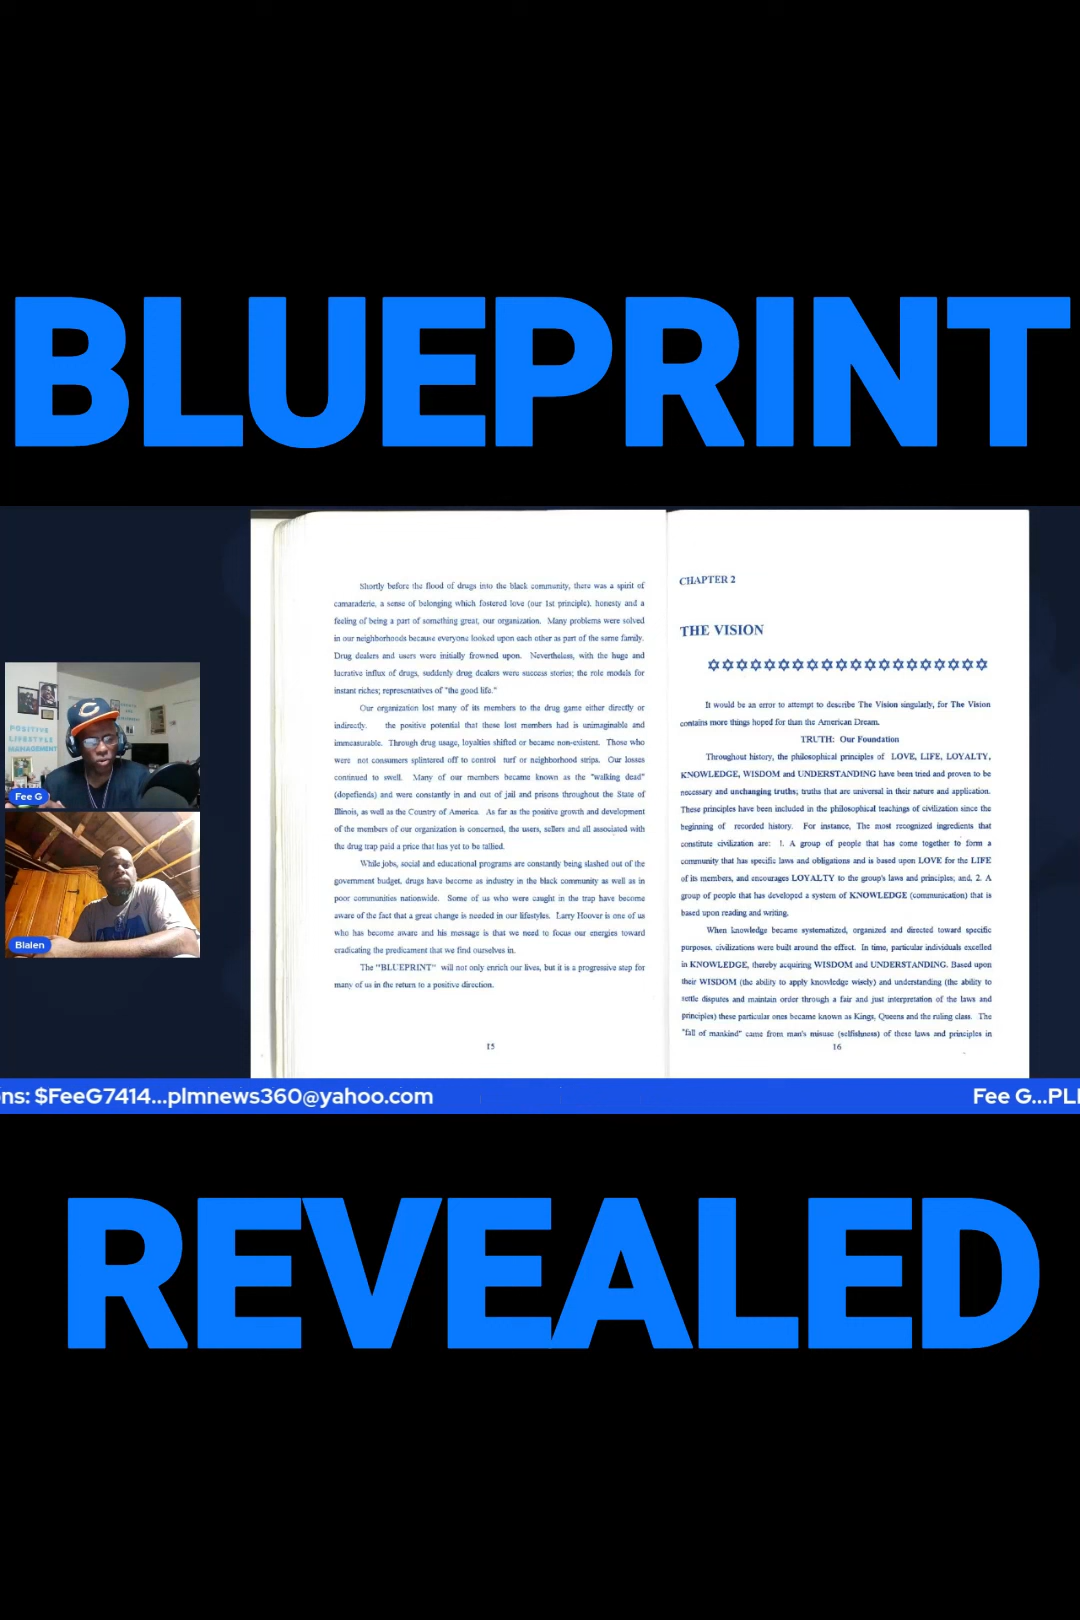 BLUEPRINT
Shortly before the flood of drugs into the black community, there was a spirit of
camaraderie, a sense of belonging which fostered love (our 1st principle), honesty and a
feeling of being a part of something great, our organization. Many problems were solved
in our neighborhoods because everyone looked upon each other as part of the same family.
Drug dealers and users were initially frowned upon. Nevertheless, with the huge and
lucrative influx of drugs, suddenly drug dealers were success stories; the role models for
instant riches; representatives of "the good life."
Our organization lost many of its members to the drug game either directly or
indirectly. the positive potential that these lost members had is unimaginable and
immeasurable. Through drug usage, loyalties shifted or became non-existent. Those who
were not consumers splintered off to control turf or neighborhood strips. Our losses
continued to swell. Many of our members became known as the "walking dead"
(dopefiends) and were constantly in and out of jail and prisons throughout the State of
Illinois, as well as the Country of America. As far as the positive growth and development
of the members of our organization is concerned, the users, sellers and all associated with
the drug trap paid a price that has yet to be tallied.
While jobs, social and educational programs are constantly being slashed out of the
government budget, drugs have become as industry in the black community as well as in
poor communities nationwide. Some of us who were caught in the trap have become
aware of the fact that a great change is needed in our lifestyles. Larry Hoover is one of us
who has become aware and his message is that we need to focus our energies toward
eradicating the predicament that we find ourselves in.
The "BLUEPRINT" will not only enrich our lives, but it is a progressive step for
many of us in the return to a positive direction.
15
CHAPTER 2
THE VISION
It would be an error to attempt to describe The Vision singularly, for The Vision
contains more things hoped for than the American Dream.
TRUTH: Our Foundation
Throughout history, the philosophical principles of LOVE, LIFE, LOYALTY,
KNOWLEDGE, WISDOM and UNDERSTANDING have been tried and proven to be
necessary and unchanging truths; truths that are universal in their nature and application.
These principles have been included in the philosophical teachings of civilization since the
beginning of recorded history. For instance, The most recognized ingredients that
constitute civilization are: 1. A group of people that has come together to form a
community that has specific laws and obligations and is based upon LOVE for the LIFE
of its members, and encourages LOYALTY to the group's laws and principles; and, 2. A
group of people that has developed a system of KNOWLEDGE (communication) that is
based upon reading and writing.
When knowledge became systematized, organized and directed toward specific
purposes, civilizations were built around the effect. In time, particular individuals excelled
in KNOWLEDGE, thereby acquiring WISDOM and UNDERSTANDING. Based upon
their WISDOM (the ability to apply knowledge wisely) and understanding (the ability to
settle disputes and maintain order through a fair and just interpretation of the laws and
principles) these particular ones became known as Kings, Queens and the ruling class. The
"fall of mankind" came from man's misuse (selfishness) of these laws and principles in
16
POSITIVE
LIFESTYLE
MANAGEMENT
Fee G
Blalen
ns: $FeeG7414...plmnews360@yahoo.com
Fee G...PL
REVEALED